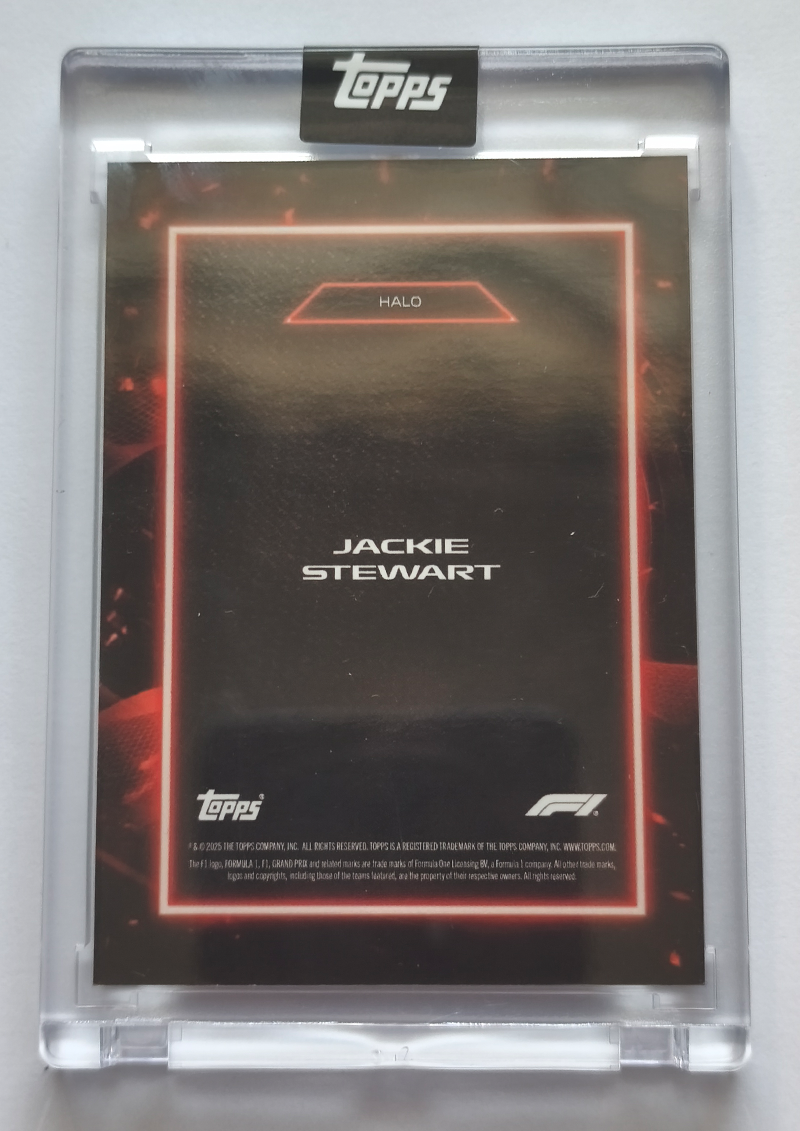 Topps
HALO
JACKIE
STEWART
Topps® F1®
® & © 2025 THE TOPPS COMPANY, INC. ALL RIGHTS RESERVED. TOPPS IS A REGISTERED TRADEMARK OF THE TOPPS COMPANY, INC. WWW.TOPPS.COM.
The F1 logo, FORMULA 1, F1, GRAND PRIX and related marks are trade marks of Formula One Licensing BV, a Formula 1 company. All other trade marks,
logos and copyrights, including those of the teams featured, are the property of their respective owners. All rights reserved.